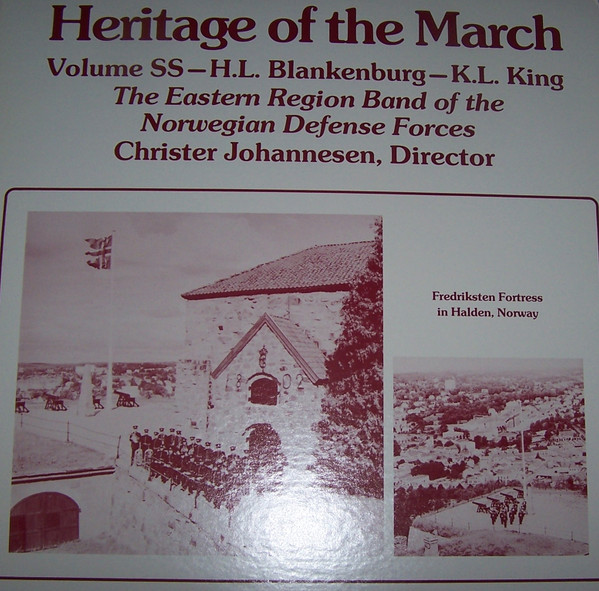 Heritage of the March
Volume SS—H.L. Blankenburg—K.L. King
The Eastern Region Band of the
Norwegian Defense Forces
Christer Johannesen, Director
Fredriksten Fortress
in Halden, Norway